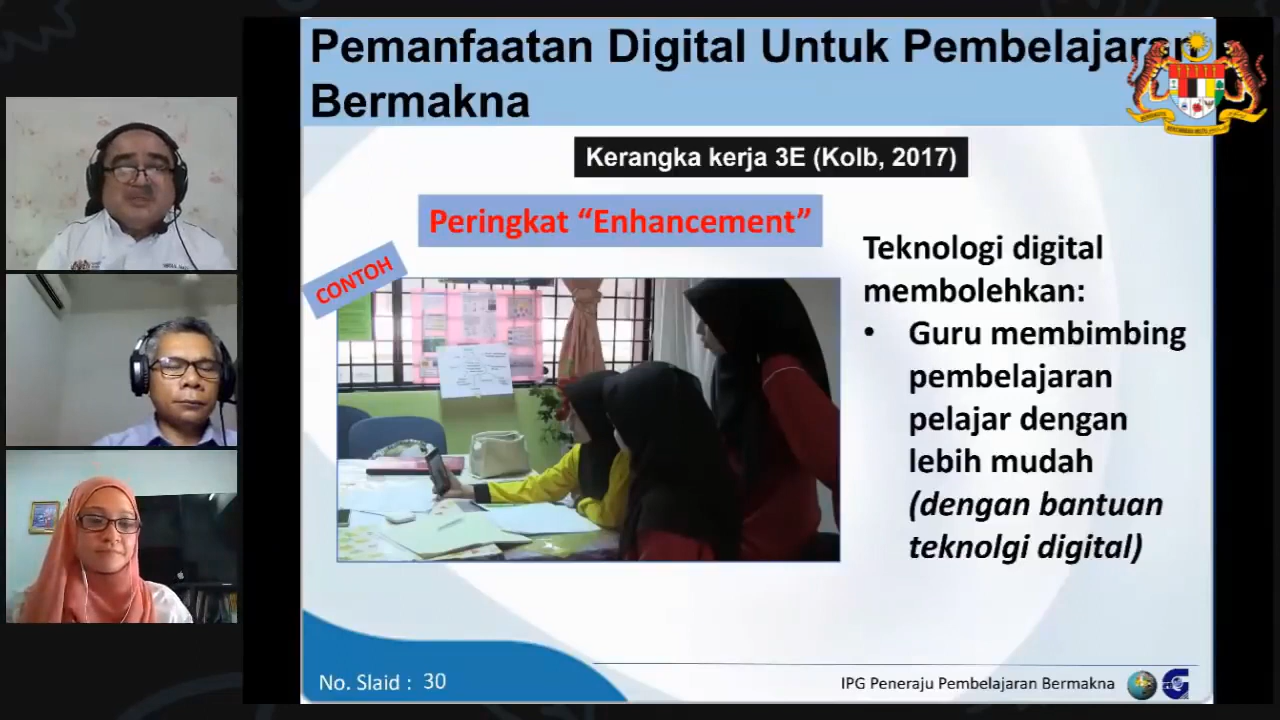 Pemanfaatan Digital Untuk Pembelajaran
Bermakna
Kerangka kerja 3E (Kolb, 2017)
Peringkat “Enhancement”
CONTOH
Teknologi digital
membolehkan:
• Guru membimbing
pembelajaran
pelajar dengan
lebih mudah
(dengan bantuan
teknolgi digital)
No. Slaid : 30
IPG Peneraju Pembelajaran Bermakna